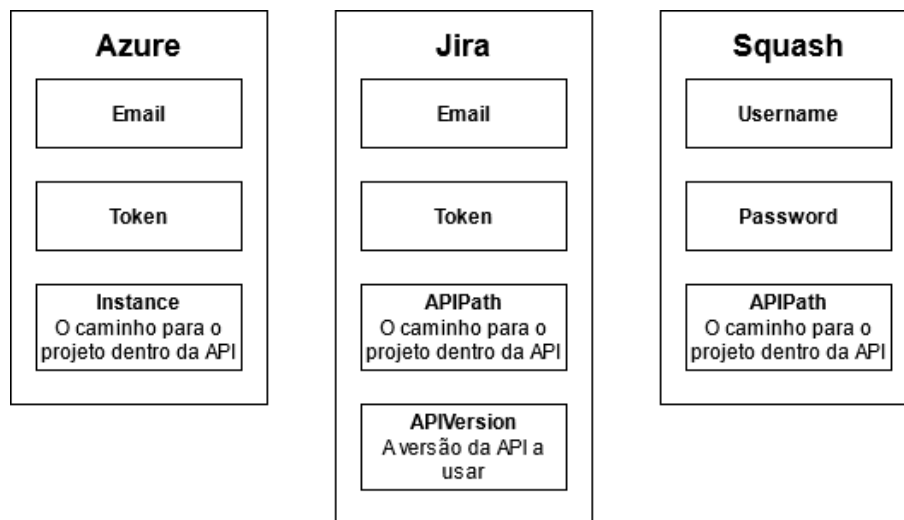 Azure
Email
Token
Instance
O caminho para o
projeto dentro da API
Jira
Email
Token
APIPath
O caminho para o
projeto dentro da API
APIVersion
A versão da API a
usar
Squash
Username
Password
APIPath
O caminho para o
projeto dentro da API